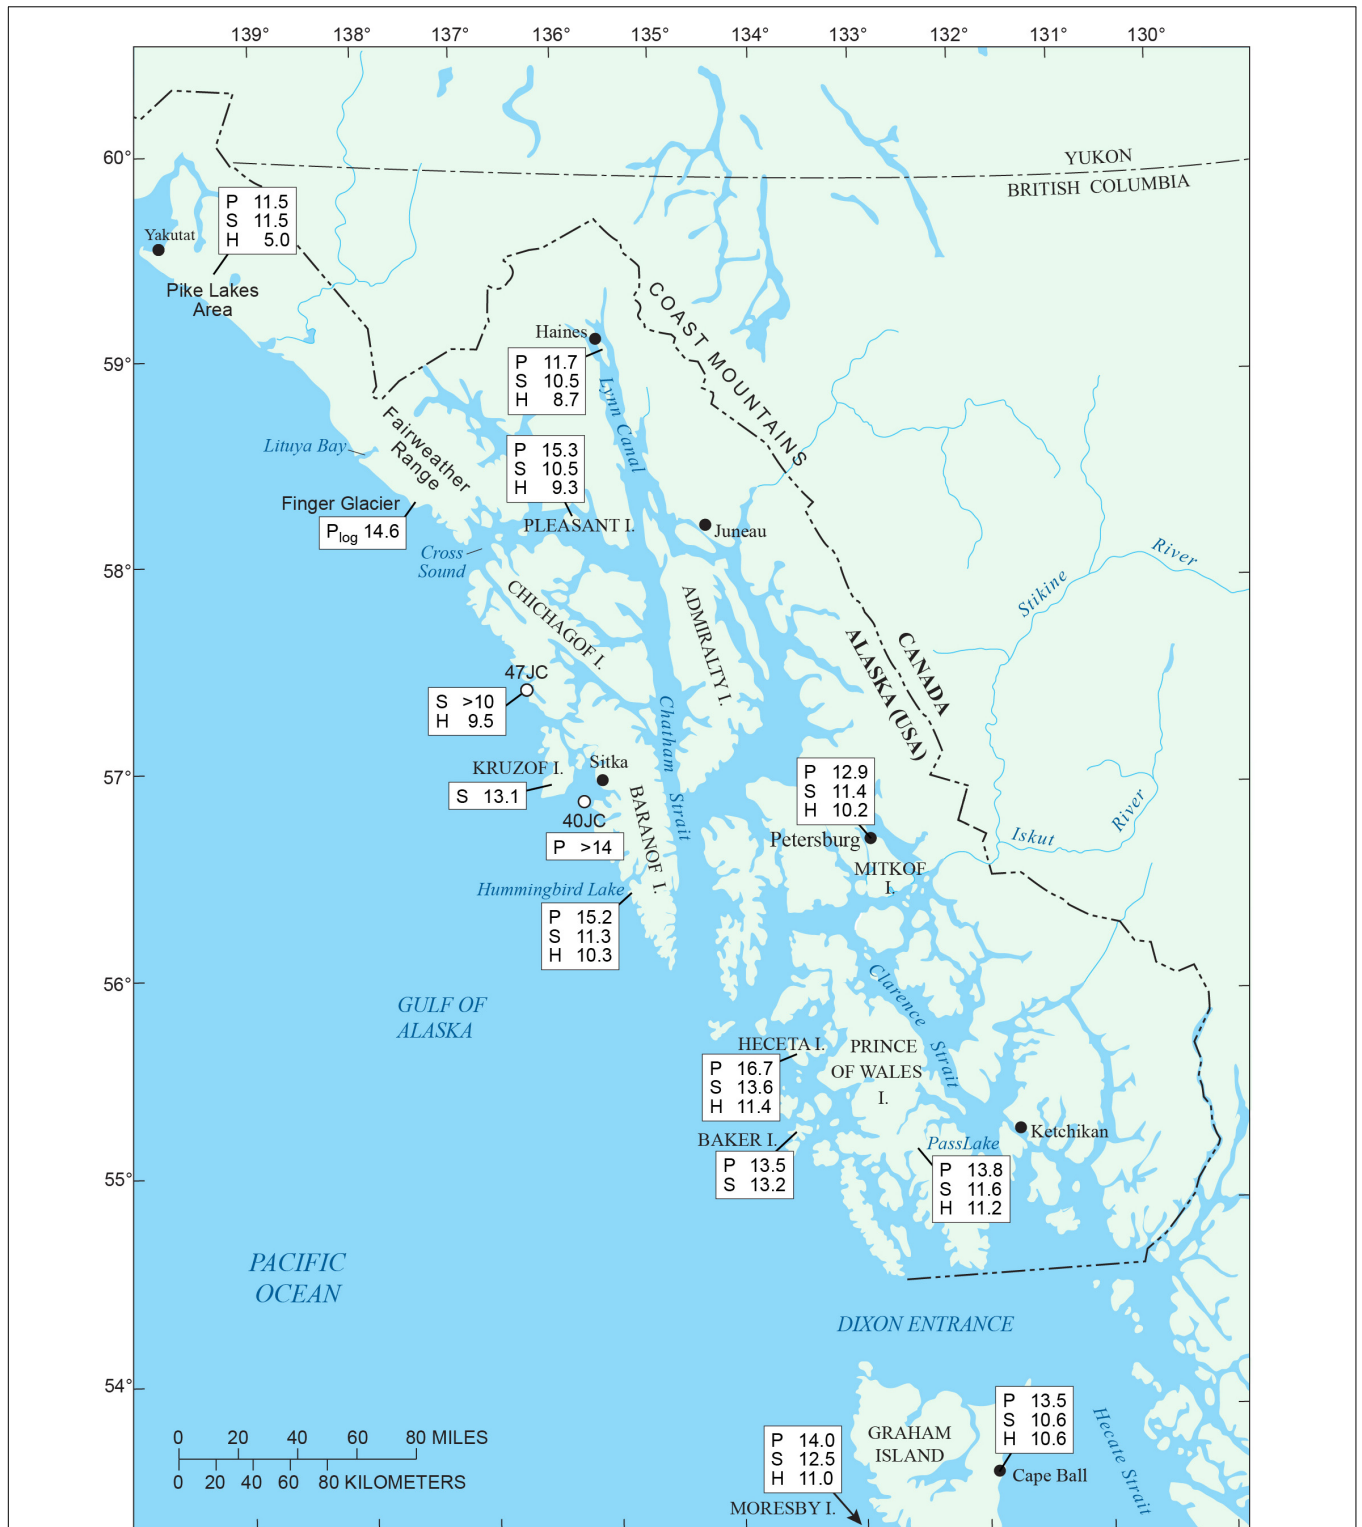 139° 138° 137° 136° 135° 134° 133° 132° 131° 130°
60°
YUKON
BRITISH COLUMBIA
P 11.5
S 11.5
H 5.0
Yakutat
Pike Lakes
Area
COAST MOUNTAINS
Haines
59°
P 11.7
S 10.5
H 8.7
Lynn Canal
Fairweather
Range
Lituya Bay
P 15.3
S 10.5
H 9.3
Finger Glacier
Plog 14.6
PLEASANT I.
Juneau
Cross
Sound
58°
Stikine
River
CHICHAGOF I.
ADMIRALTY I.
CANADA
ALASKA (USA)
47JC
S >10
H 9.5
Chatham
Strait
57°
KRUZOF I.
Sitka
S 13.1
40JC
P >14
BARANOF I.
P 12.9
S 11.4
H 10.2
Petersburg
MITKOF
I.
Iskut
River
Hummingbird Lake
P 15.2
S 11.3
H 10.3
56°
GULF OF
ALASKA
Clarence
Strait
HECETA I.
P 16.7
S 13.6
H 11.4
PRINCE
OF WALES
I.
BAKER I.
P 13.5
S 13.2
Ketchikan
PassLake
P 13.8
S 11.6
H 11.2
55°
PACIFIC
OCEAN
DIXON ENTRANCE
54°
P 13.5
S 10.6
H 10.6
Hecate Strait
GRAHAM
ISLAND
Cape Ball
P 14.0
S 12.5
H 11.0
MORESBY I.
0 20 40 60 80 MILES
0 20 40 60 80 KILOMETERS